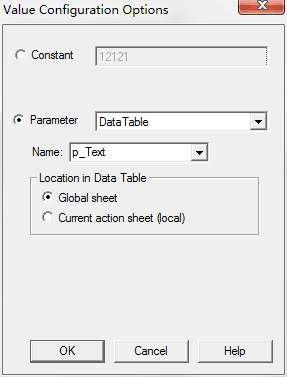 Value Configuration Options
Constant
12121
Parameter
DataTable
Name:
p_Text
Location in Data Table
Global sheet
Current action sheet (local)
OK
Cancel
Help